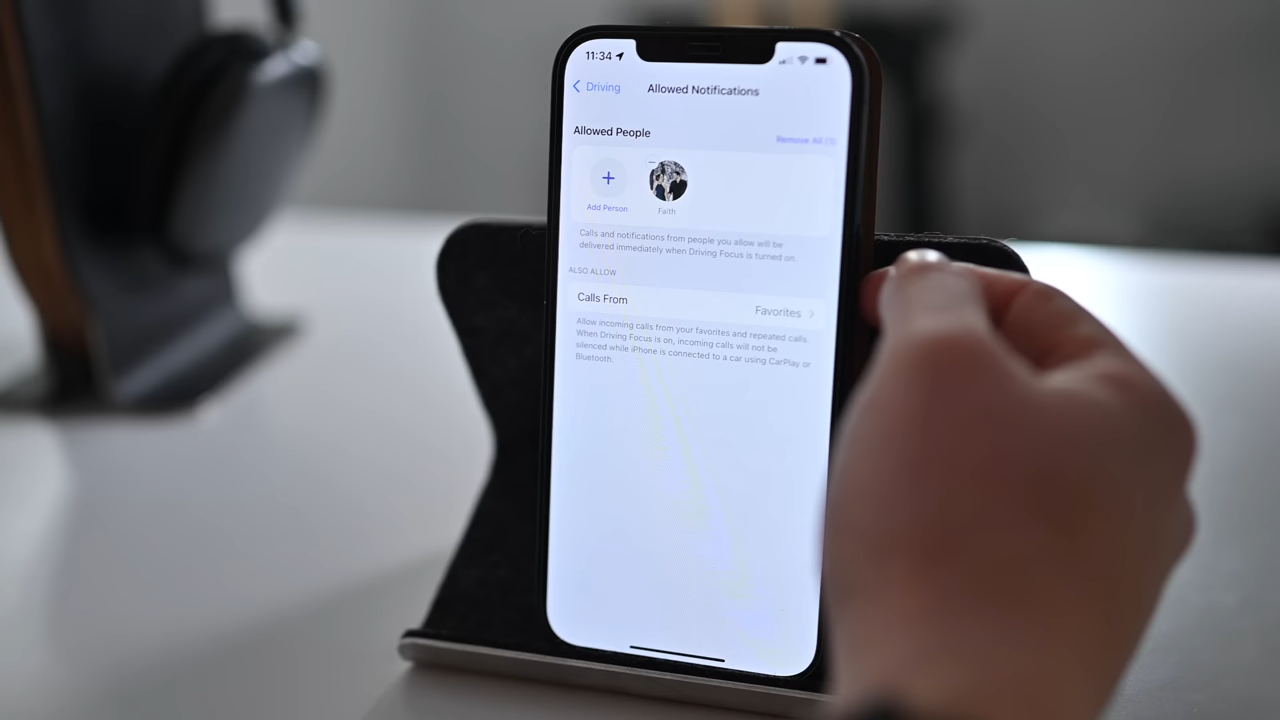 11:34
Driving
Allowed Notifications
Allowed People
Remove All (1)
Add Person
Faith
Calls and notifications from people you allow will be
delivered immediately when Driving Focus is turned on.
ALSO ALLOW
Calls From
Favorites
Allow incoming calls from your favorites and repeated calls.
When Driving Focus is on, incoming calls will not be
silenced while iPhone is connected to a car using CarPlay or
Bluetooth.